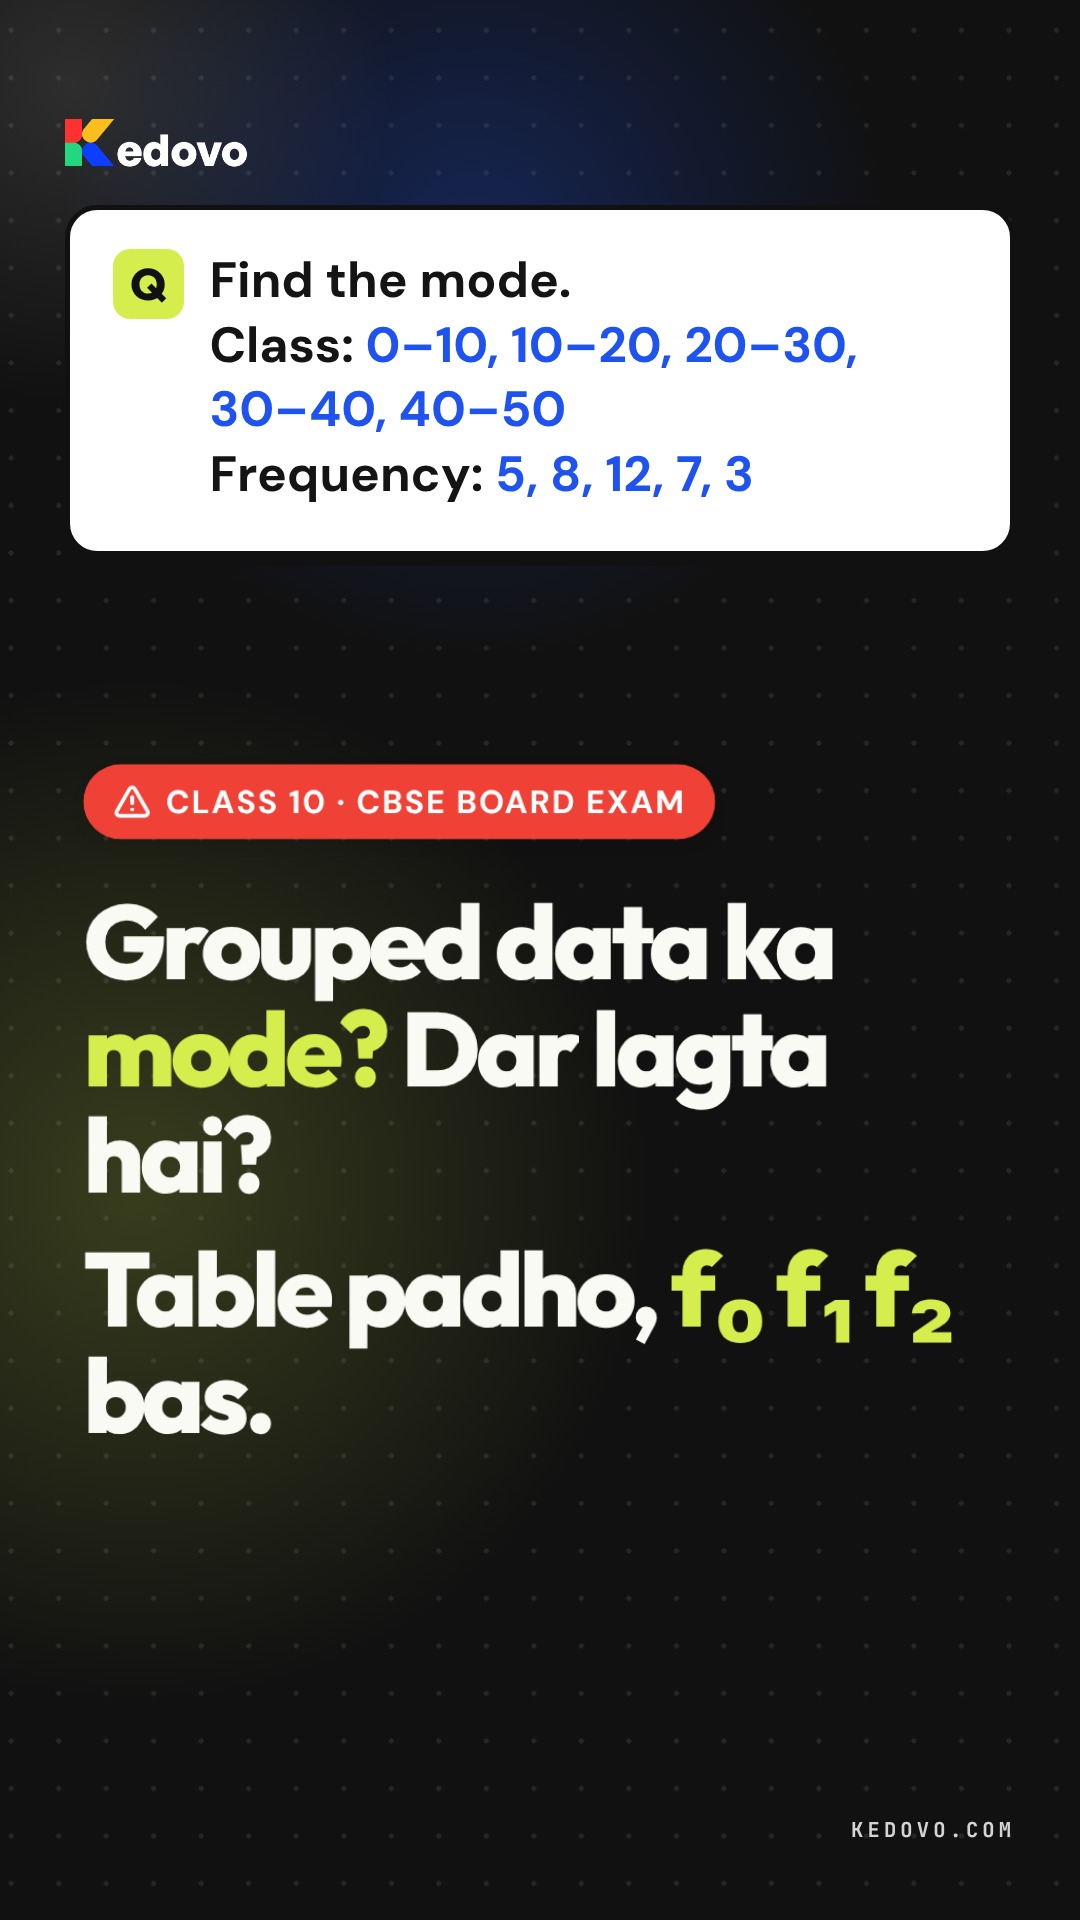 Kedovo
Q Find the mode.
Class: 0–10, 10–20, 20–30,
30–40, 40–50
Frequency: 5, 8, 12, 7, 3
CLASS 10 · CBSE BOARD EXAM
Grouped data ka
mode? Dar lagta
hai?
Table padho, f₀ f₁ f₂
bas.
KEDOVO.COM